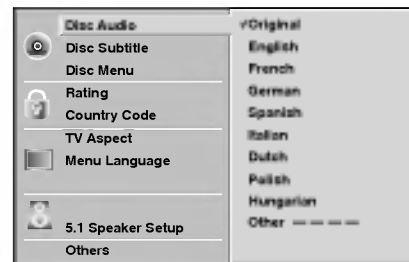 Disc Audio
Disc Subtitle
Disc Menu
Rating
Country Code
TV Aspect
Menu Language
5.1 Speaker Setup
Others
√Original
English
French
German
Spanish
Italian
Dutch
Polish
Hungarian
Other – – – –